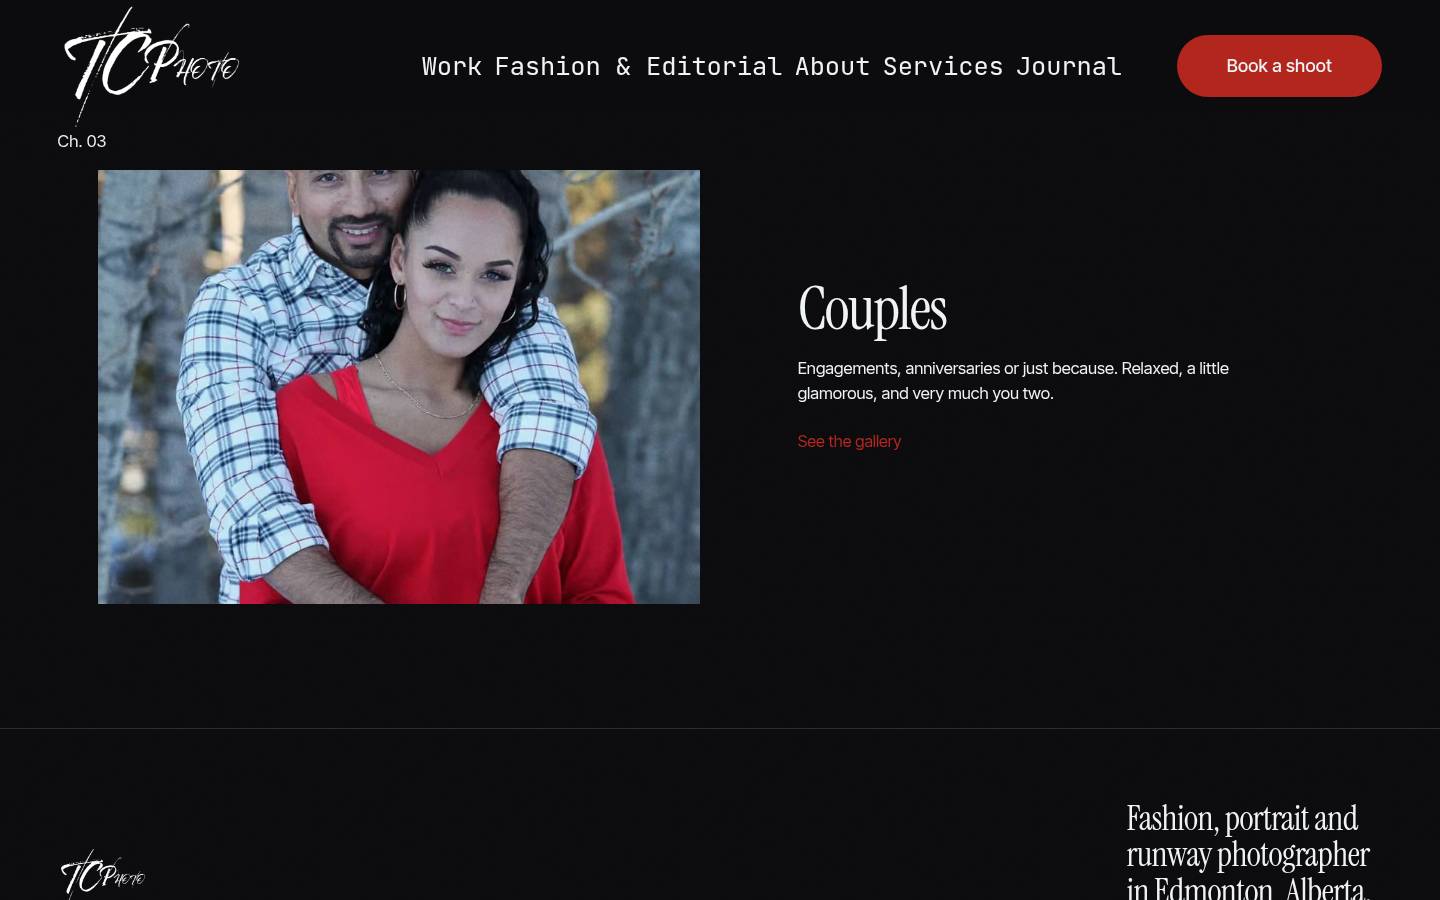 TCPHOTO
Work Fashion & Editorial About Services Journal
Book a shoot
Ch. 03
Couples
Engagements, anniversaries or just because. Relaxed, a little
glamorous, and very much you two.
See the gallery
Fashion, portrait and
runway photographer
in Edmonton, Alberta.
TCPHOTO